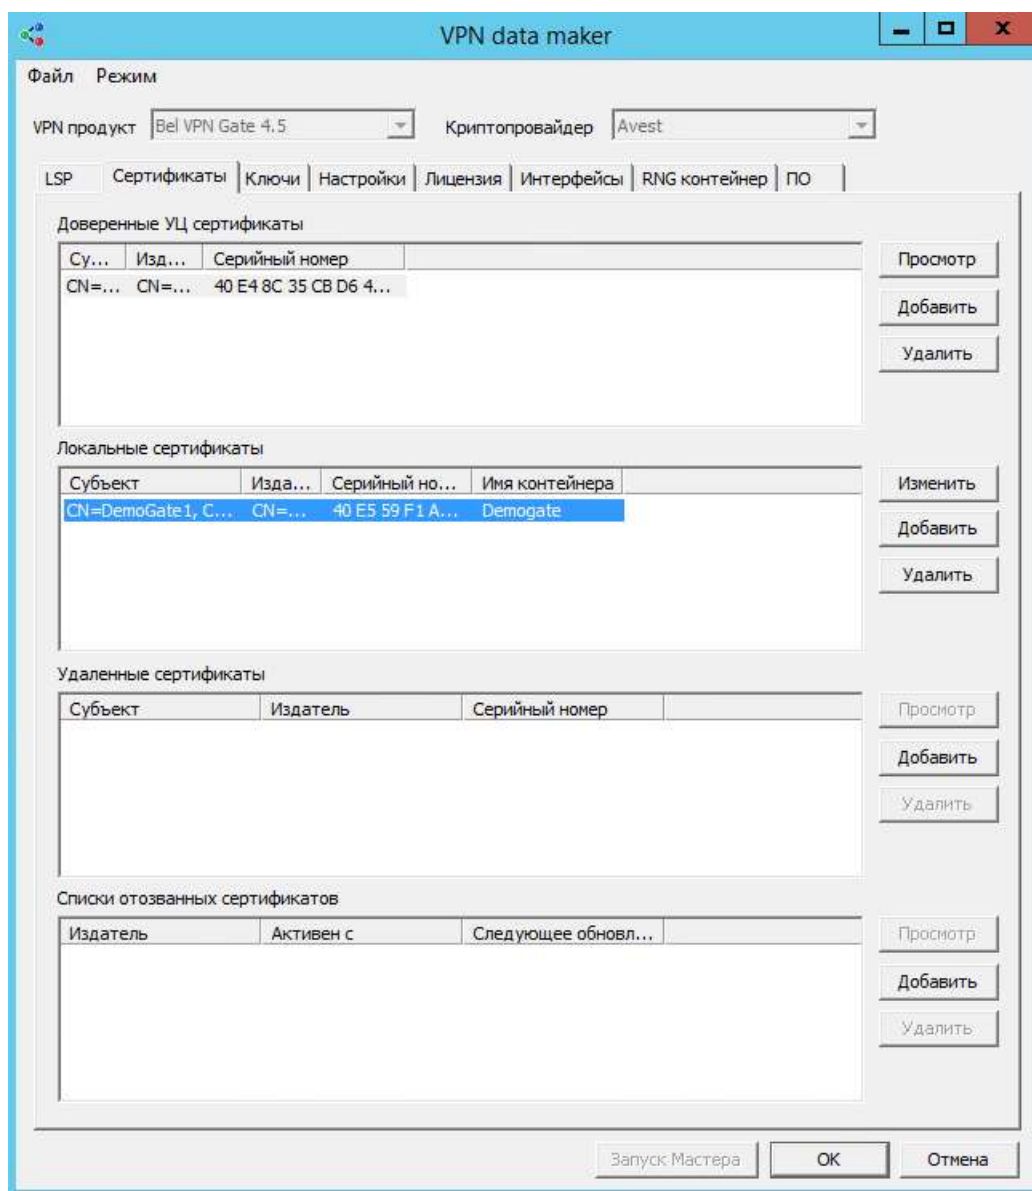 VPN data maker
Файл Режим
VPN продукт Bel VPN Gate 4.5 Криптопровайдер Avest
LSP Сертификаты Ключи Настройки Лицензия Интерфейсы RNG контейнер ПО
Доверенные УЦ сертификаты
Су... Изд... Серийный номер
CN=... CN=... 40 E4 8C 35 CB D6 4...
Просмотр
Добавить
Удалить
Локальные сертификаты
Субъект Изда... Серийный но... Имя контейнера
CN=DemoGate1, C... CN=... 40 E5 59 F1 A... Demogate
Изменить
Добавить
Удалить
Удаленные сертификаты
Субъект Издатель Серийный номер
Просмотр
Добавить
Удалить
Списки отозванных сертификатов
Издатель Активен с Следующее обновл...
Просмотр
Добавить
Удалить
Запуск Мастера OK Отмена